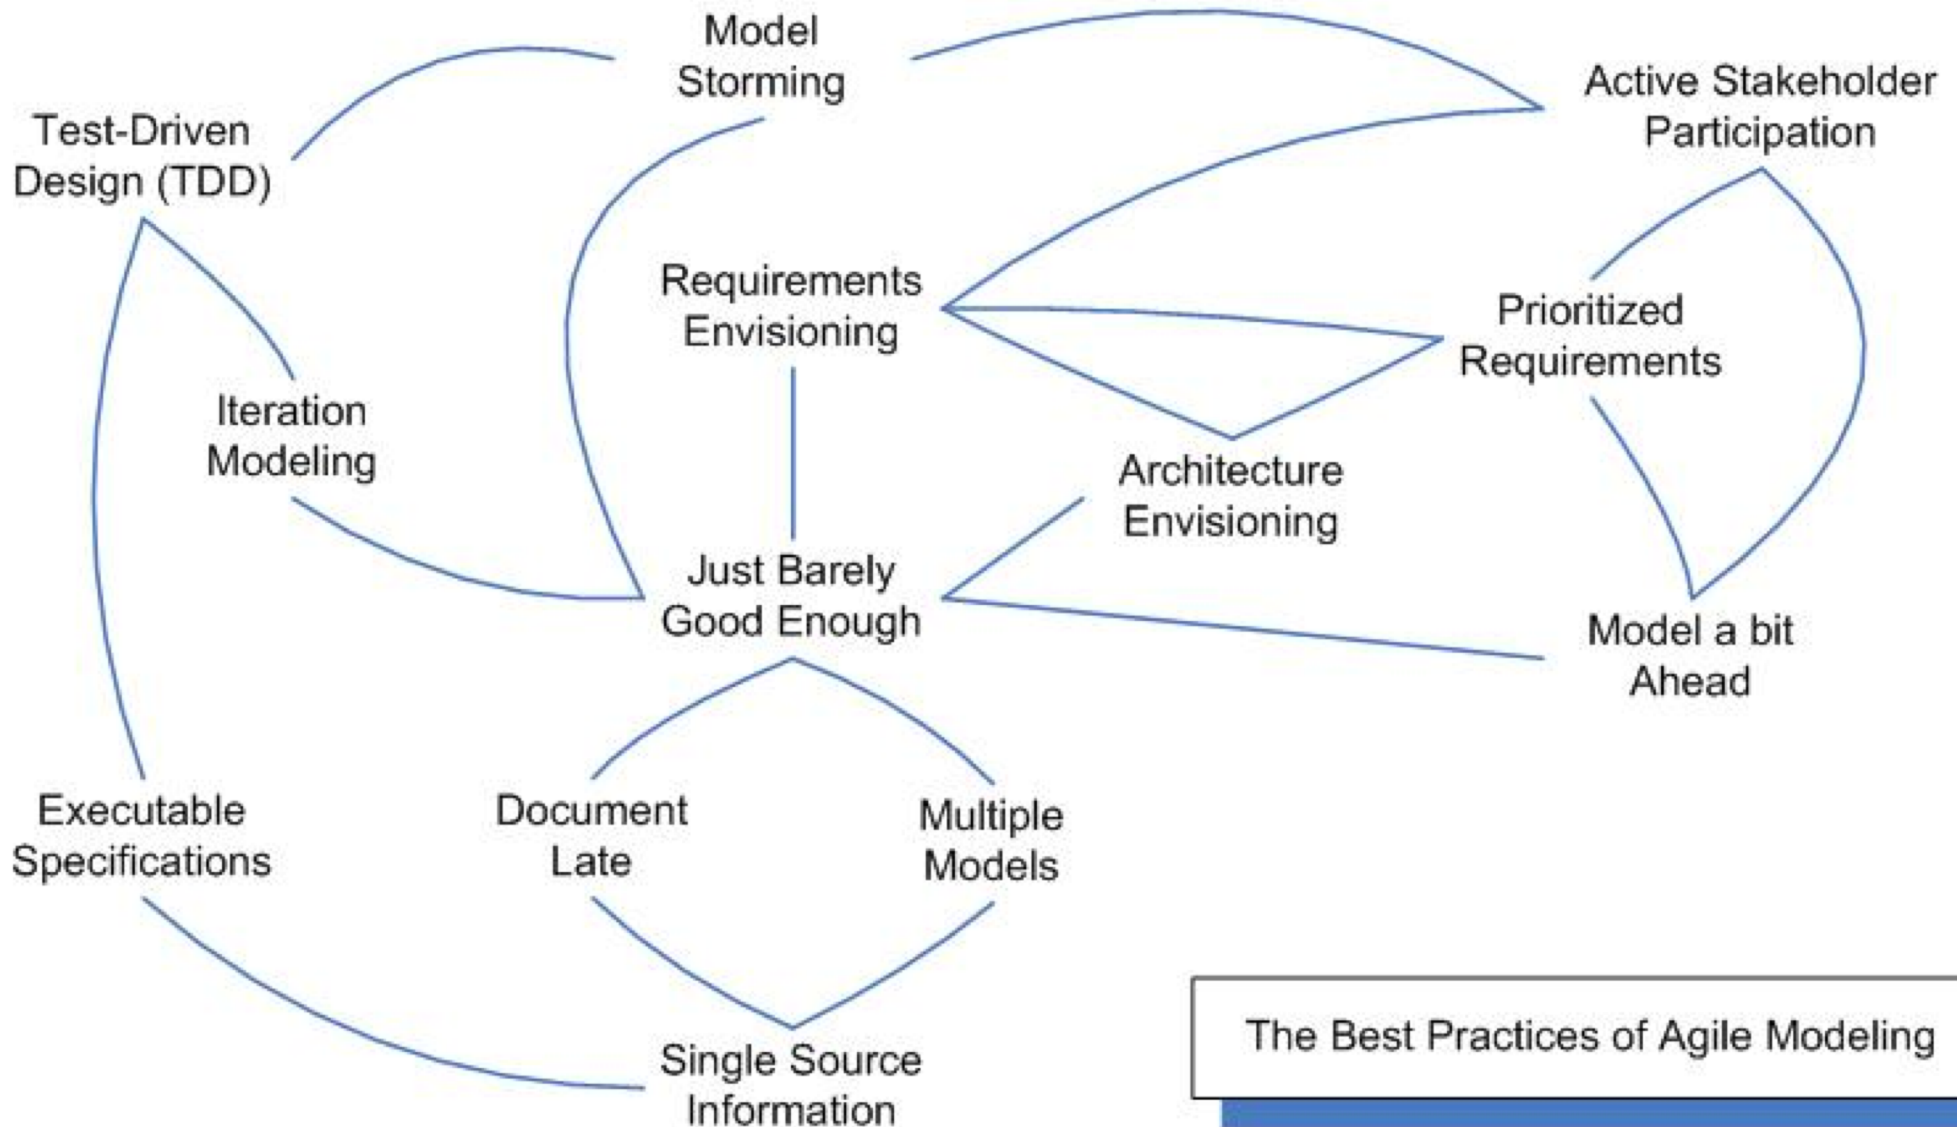 Model
Storming
Active Stakeholder
Participation
Test-Driven
Design (TDD)
Requirements
Envisioning
Prioritized
Requirements
Iteration
Modeling
Architecture
Envisioning
Just Barely
Good Enough
Model a bit
Ahead
Executable
Specifications
Document
Late
Multiple
Models
Single Source
Information
The Best Practices of Agile Modeling